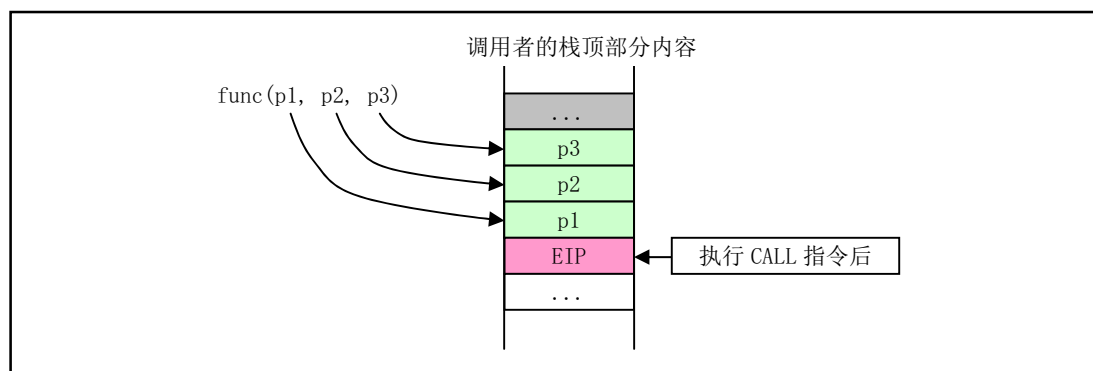 调用者的栈顶部分内容
func(p1, p2, p3)
...
p3
p2
p1
EIP
执行 CALL 指令后
...